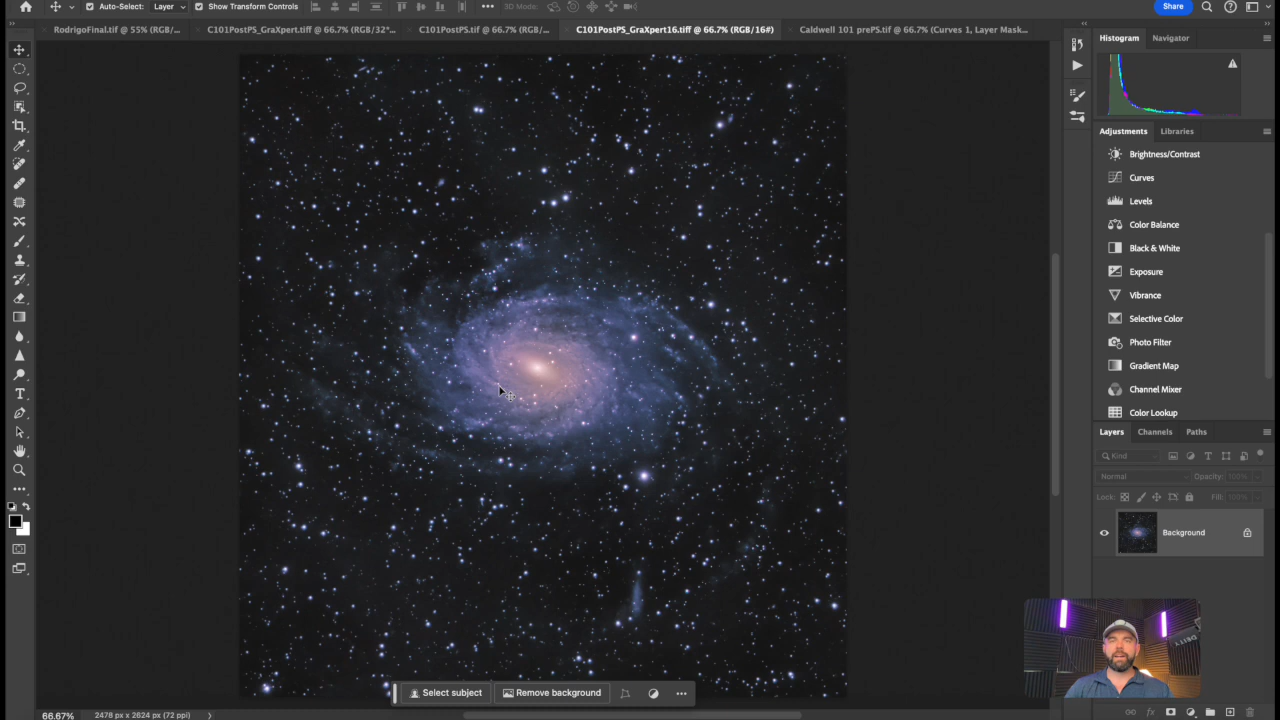 Auto-Select: Layer Show Transform Controls 3D Mode: Share
RodrigoFinal.tif @ 55% (RGB/... C101PostPS_GraXpert.tiff @ 66.7% (RGB/32*... C101PostPS.tif @ 66.7% (RGB/... C101PostPS_GraXpert16.tiff @ 66.7% (RGB/16#) Caldwell 101 prePS.tif @ 66.7% (Curves 1, Layer Mask...
Histogram Navigator
Adjustments Libraries
Brightness/Contrast
Curves
Levels
Color Balance
Black & White
Exposure
Vibrance
Selective Color
Photo Filter
Gradient Map
Channel Mixer
Color Lookup
Layers Channels Paths
Kind
Normal Opacity: 100%
Lock: Fill: 100%
Background
Select subject Remove background
66.67% 2478 px x 2624 px (72 ppi)